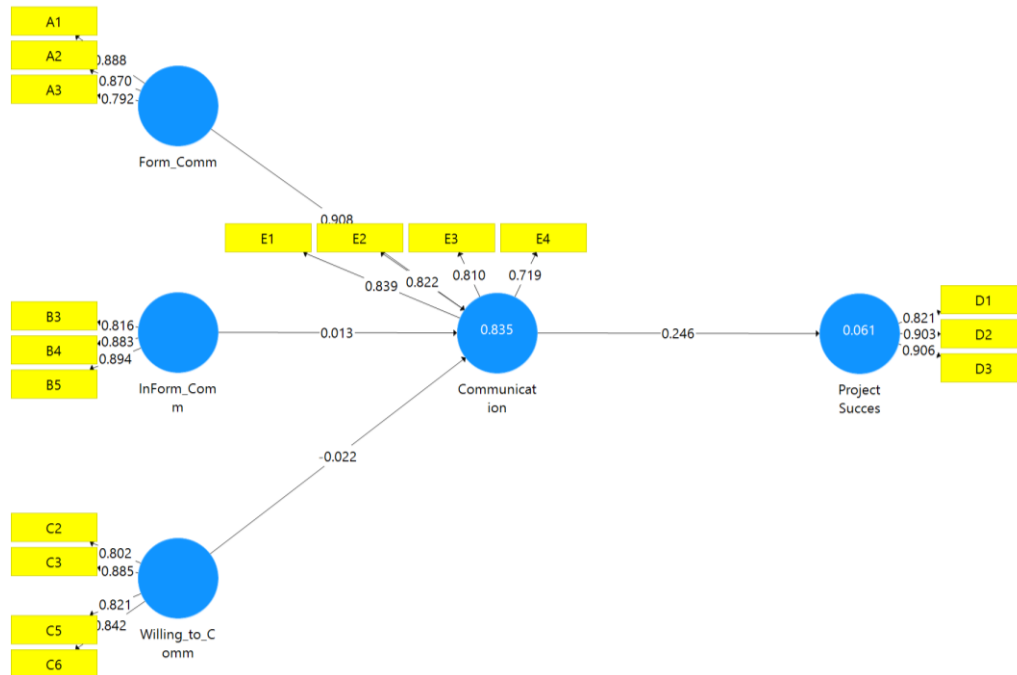 A1
A2
A3
0.888
0.870
0.792
Form_Comm
0.908
E1
E2
E3
E4
0.839
0.822
0.810
0.719
B3
B4
B5
0.816
0.883
0.894
InForm_Com
m
0.013
0.835
Communicat
ion
0.246
0.061
Project
Succes
D1
D2
D3
0.821
0.903
0.906
-0.022
C2
C3
C5
C6
0.802
0.885
0.821
0.842
Willing_to_C
omm